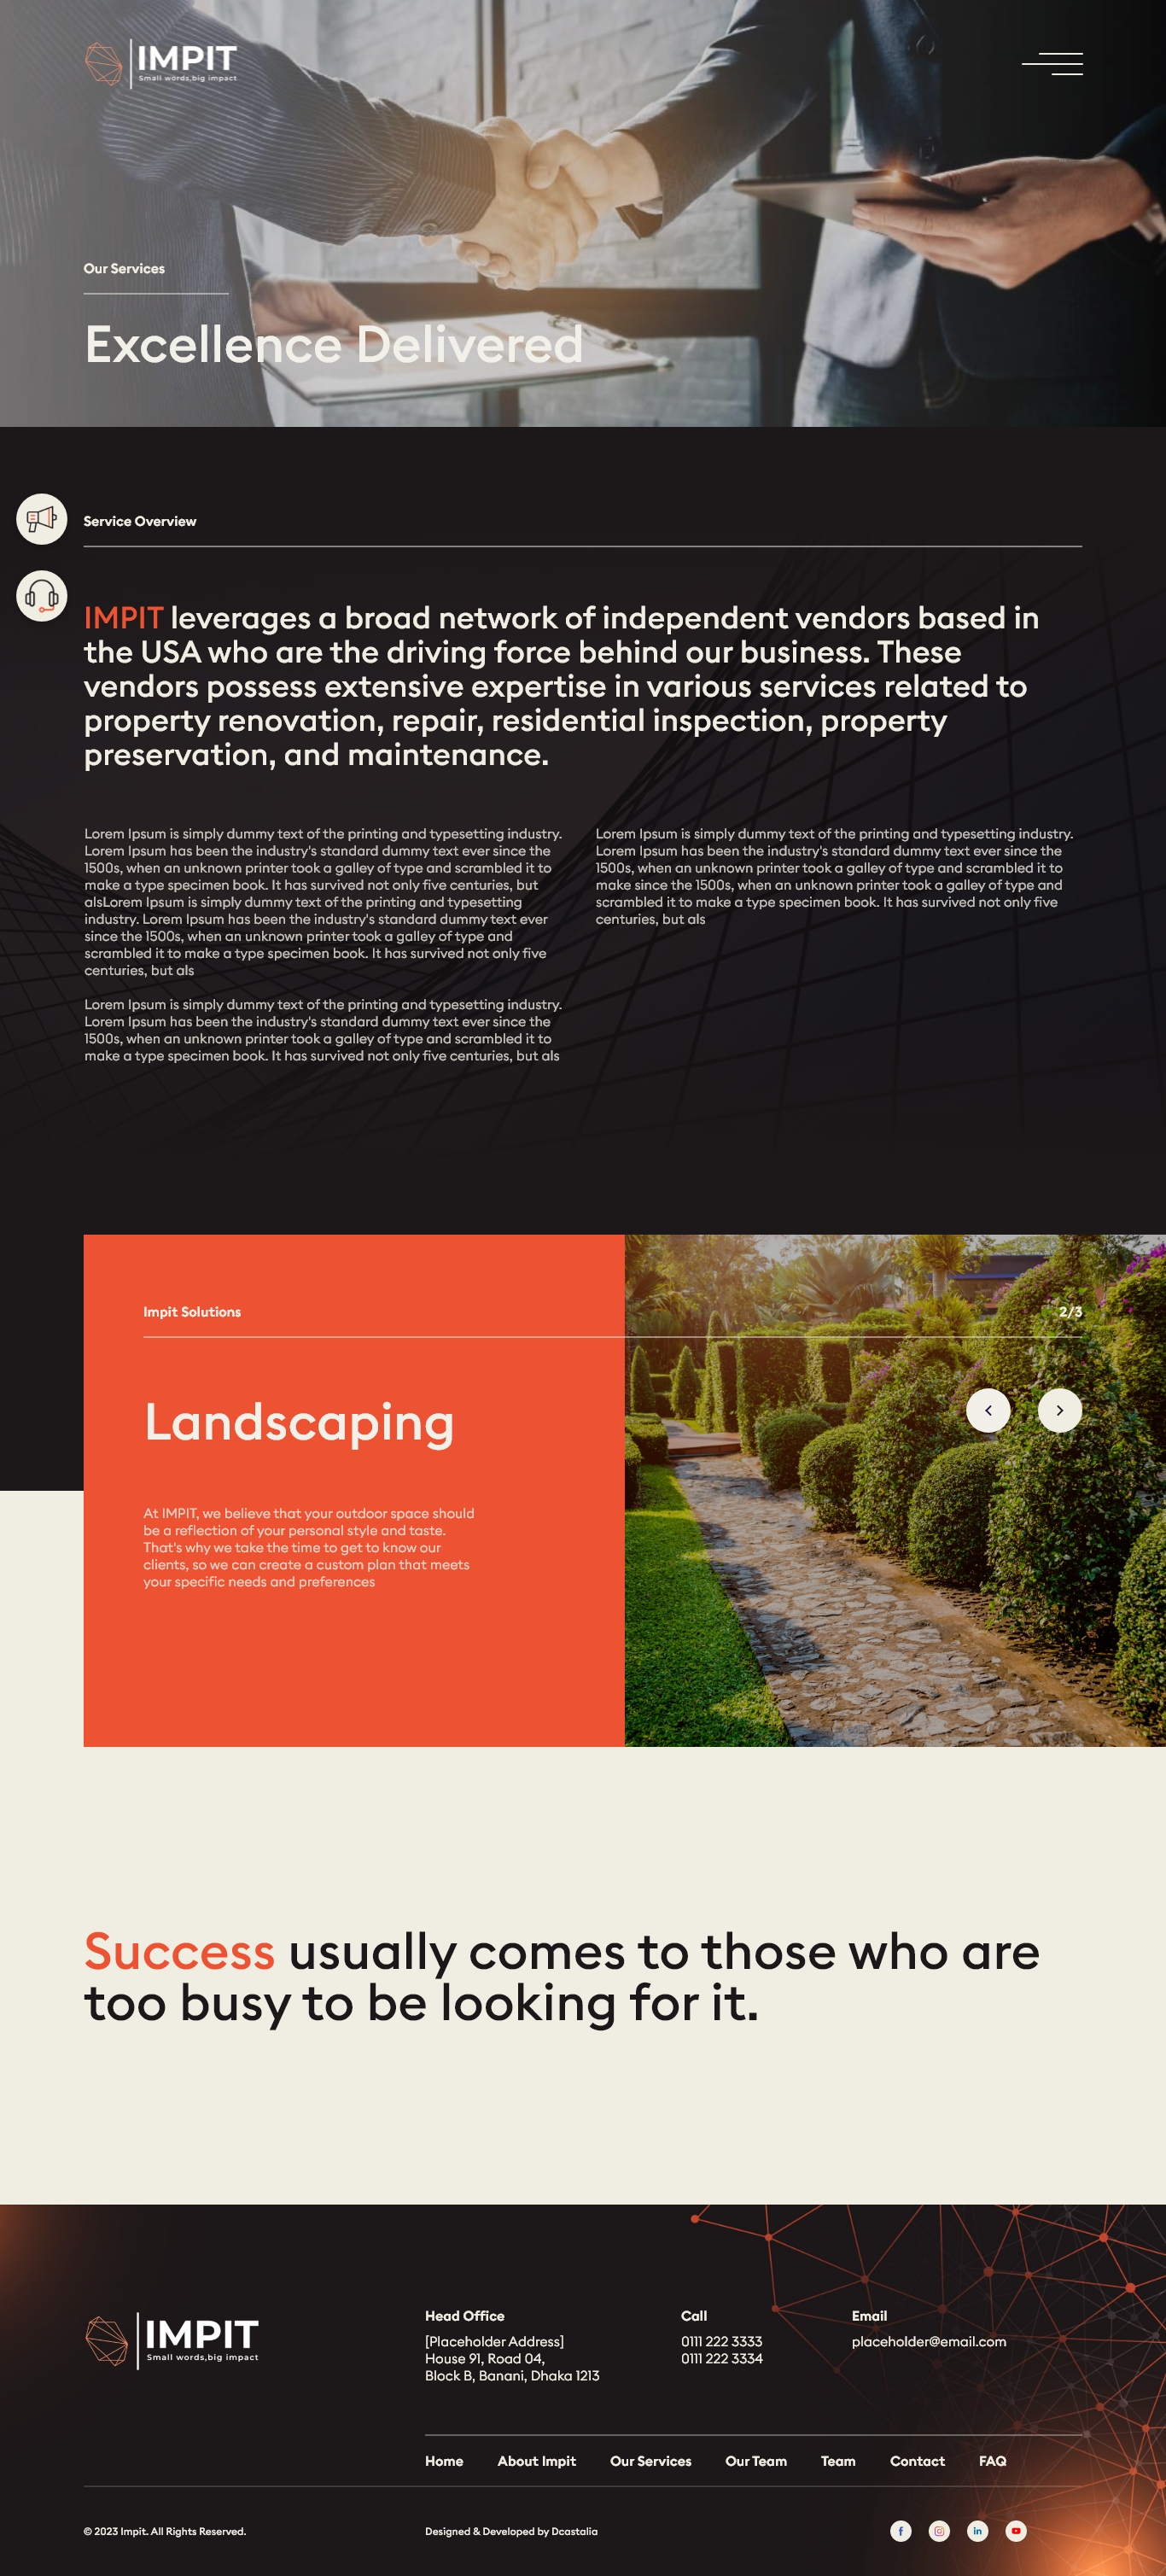 IMPIT
Small words,big impact
Our Services
Excellence Delivered
Service Overview
IMPIT leverages a broad network of independent vendors based in
the USA who are the driving force behind our business. These
vendors possess extensive expertise in various services related to
property renovation, repair, residential inspection, property
preservation, and maintenance.
Lorem Ipsum is simply dummy text of the printing and typesetting industry.
Lorem Ipsum has been the industry's standard dummy text ever since the
1500s, when an unknown printer took a galley of type and scrambled it to
make a type specimen book. It has survived not only five centuries, but
alsLorem Ipsum is simply dummy text of the printing and typesetting
industry. Lorem Ipsum has been the industry's standard dummy text ever
since the 1500s, when an unknown printer took a galley of type and
scrambled it to make a type specimen book. It has survived not only five
centuries, but als
Lorem Ipsum is simply dummy text of the printing and typesetting industry.
Lorem Ipsum has been the industry's standard dummy text ever since the
1500s, when an unknown printer took a galley of type and scrambled it to
make a type specimen book. It has survived not only five centuries, but als
Lorem Ipsum is simply dummy text of the printing and typesetting industry.
Lorem Ipsum has been the industry's standard dummy text ever since the
1500s, when an unknown printer took a galley of type and scrambled it to
make since the 1500s, when an unknown printer took a galley of type and
scrambled it to make a type specimen book. It has survived not only five
centuries, but als
Impit Solutions
2/3
Landscaping
At IMPIT, we believe that your outdoor space should
be a reflection of your personal style and taste.
That's why we take the time to get to know our
clients, so we can create a custom plan that meets
your specific needs and preferences
Success usually comes to those who are
too busy to be looking for it.
IMPIT
Small words,big impact
Head Office
[Placeholder Address]
House 91, Road 04,
Block B, Banani, Dhaka 1213
Call
0111 222 3333
0111 222 3334
Email
placeholder@email.com
Home About Impit Our Services Our Team Team Contact FAQ
© 2023 Impit. All Rights Reserved.
Designed & Developed by Dcastalia
f
in